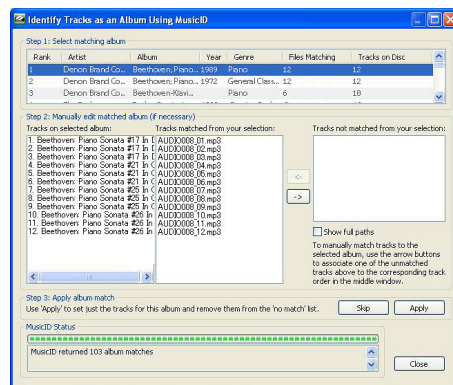 Identify Tracks as an Album Using MusicID
Step 1: Select matching album
Rank Artist Album Year Genre Files Matching Tracks on Disc
1 Denon Brand Co... Beethoven; Piano... 1989 Piano 12 12
2 Denon Brand Co... Beethoven; Piano... 1972 General Class... 12 12
3 Denon Brand Co... Beethoven-Klavi... Piano 6 10
Step 2: Manually edit matched album (if necessary)
Tracks on selected album: Tracks matched from your selection: Tracks not matched from your selection:
1. Beethoven: Piano Sonata #17 In D AUDIO008_01.mp3
2. Beethoven: Piano Sonata #17 In D AUDIO008_02.mp3
3. Beethoven: Piano Sonata #17 In D AUDIO008_03.mp3
4. Beethoven: Piano Sonata #21 In C AUDIO008_04.mp3
5. Beethoven: Piano Sonata #21 In C AUDIO008_05.mp3
6. Beethoven: Piano Sonata #21 In C AUDIO008_06.mp3
7. Beethoven: Piano Sonata #25 In G AUDIO008_07.mp3
8. Beethoven: Piano Sonata #25 In G AUDIO008_08.mp3
9. Beethoven: Piano Sonata #25 In G AUDIO008_09.mp3
10. Beethoven: Piano Sonata #26 In AUDIO008_10.mp3
11. Beethoven: Piano Sonata #26 In AUDIO008_11.mp3
12. Beethoven: Piano Sonata #26 In AUDIO008_12.mp3
<-
->
Show full paths
To manually match tracks to the
selected album, use the arrow buttons
to associate one of the unmatched
tracks above to the corresponding track
order in the middle window.
Step 3: Apply album match
Use 'Apply' to set just the tracks for this album and remove them from the 'no match' list. Skip Apply
MusicID Status
MusicID returned 103 album matches
Close